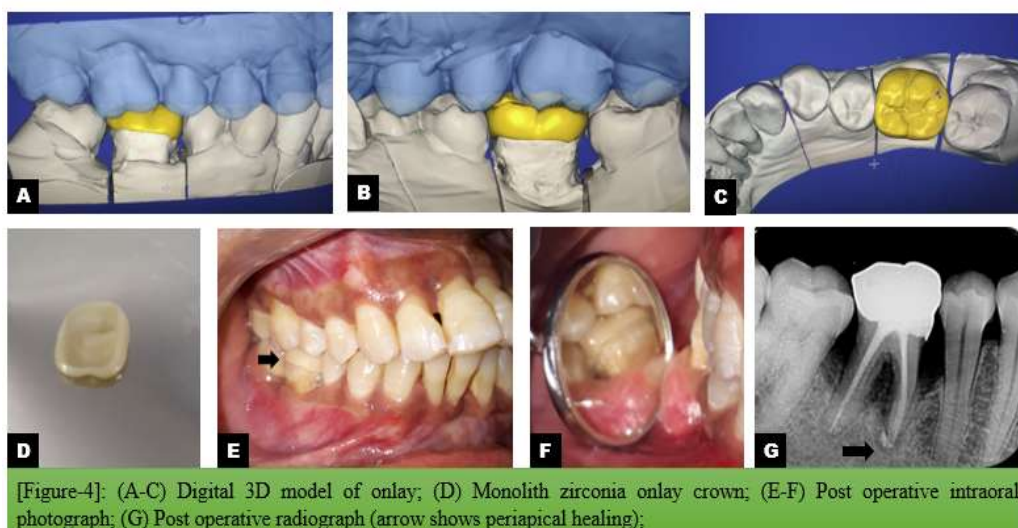 A
B
C
D
E
F
G
[Figure-4]: (A-C) Digital 3D model of onlay; (D) Monolith zirconia onlay crown; (E-F) Post operative intraoral
photograph; (G) Post operative radiograph (arrow shows periapical healing);